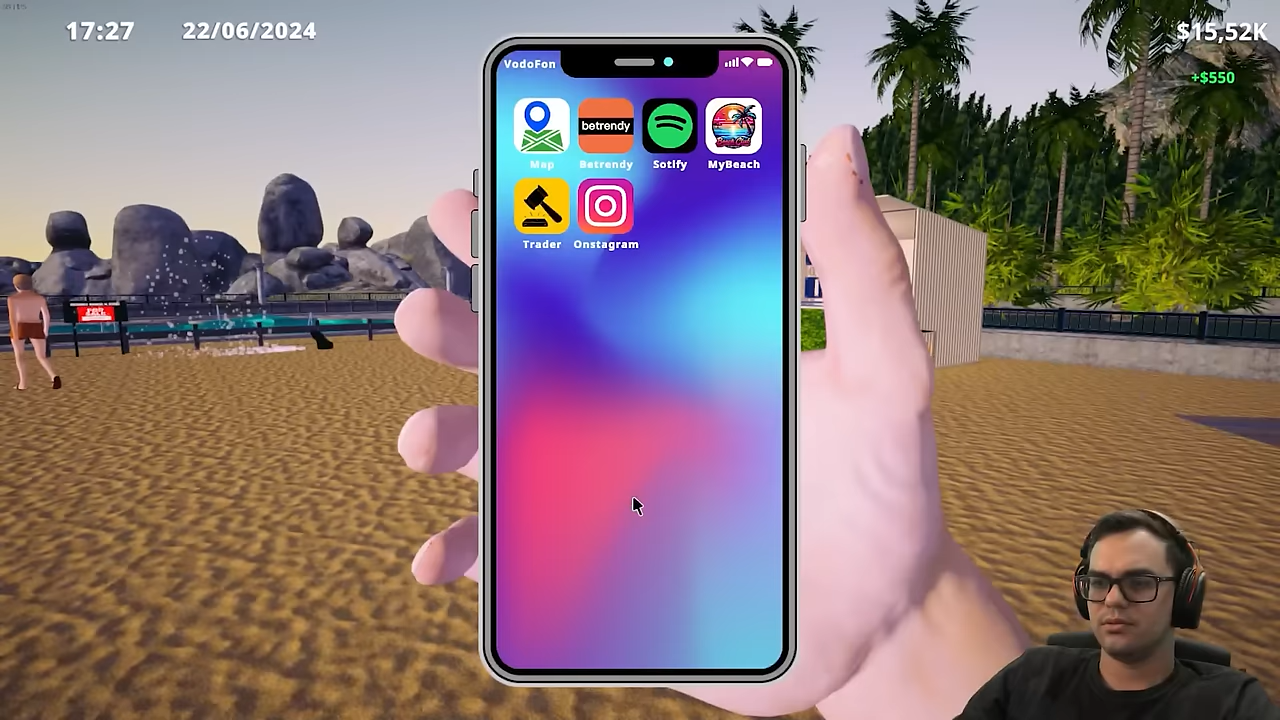 17:27 22/06/2024
$15,52K
+$550
VodoFon
betrendy
Map Betrendy Sotify MyBeach
Trader Onstagram